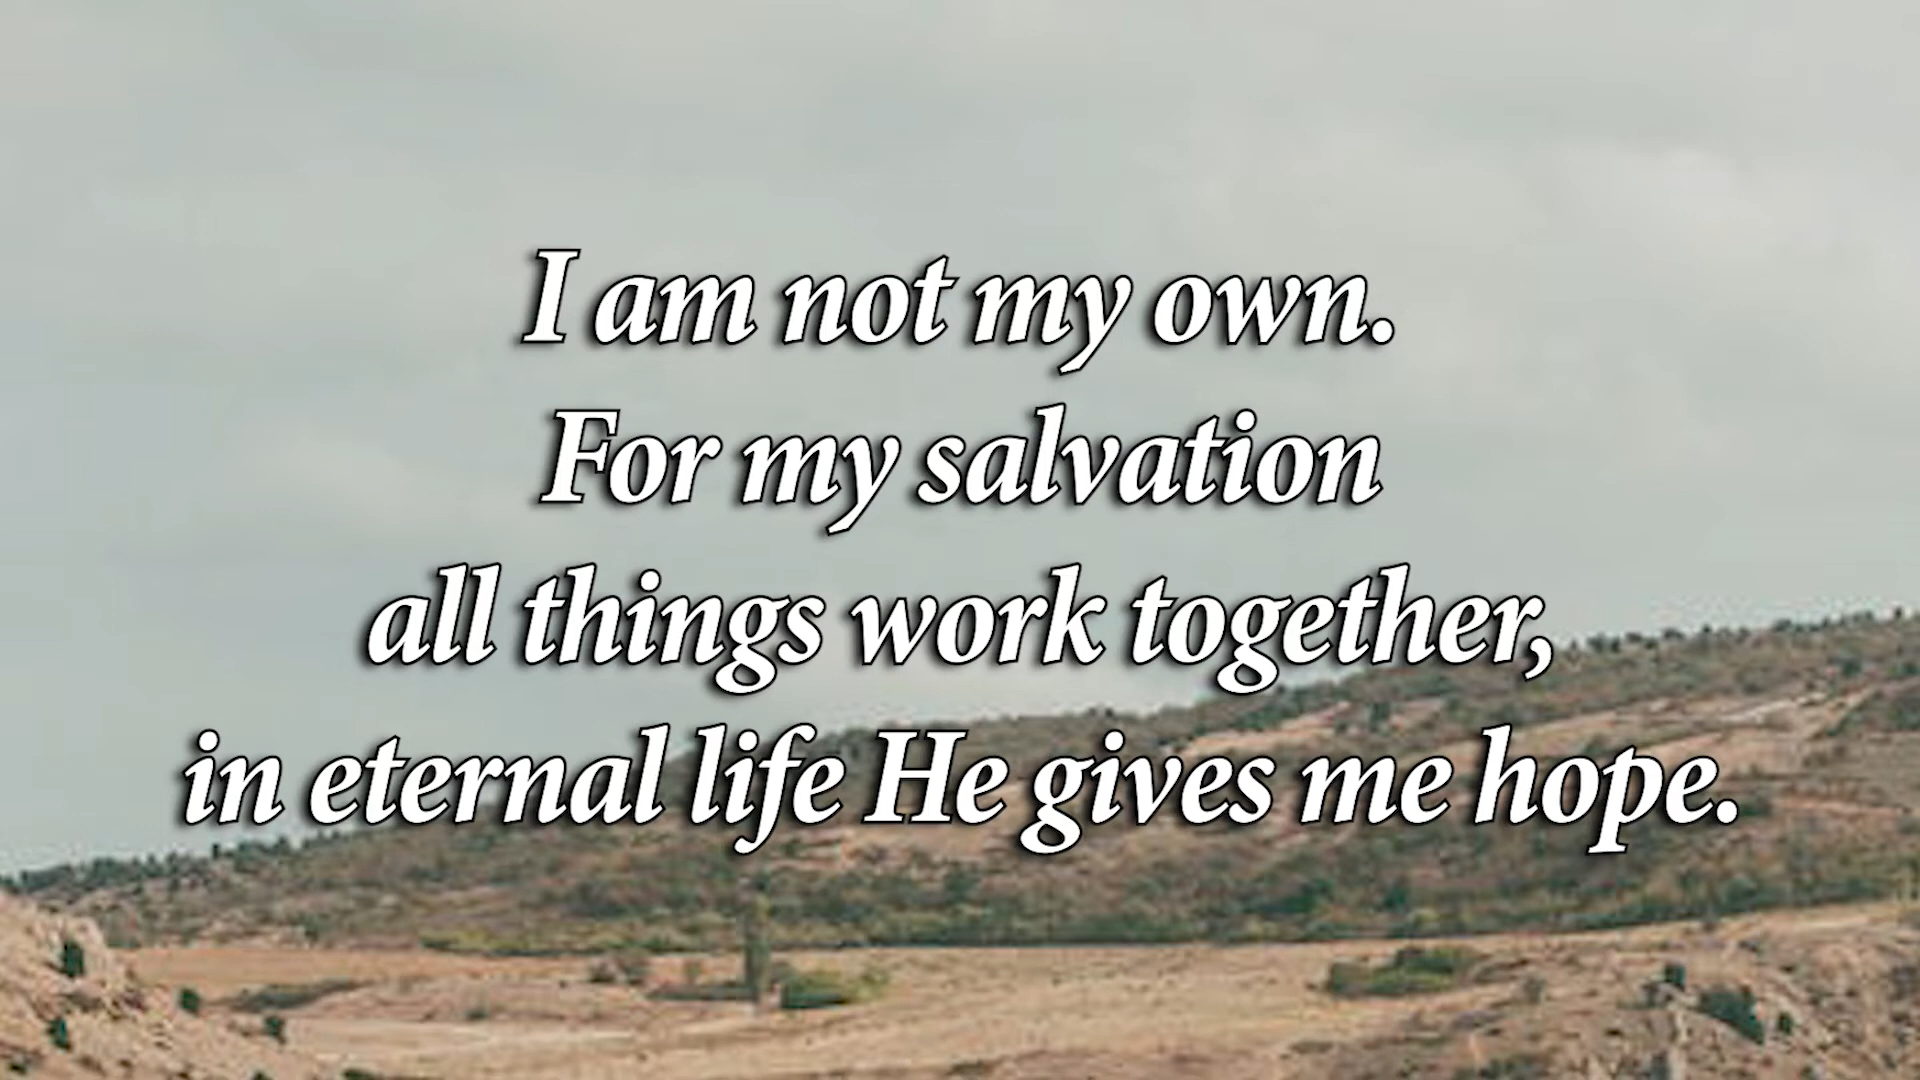 I am not my own.
For my salvation
all things work together,
in eternal life He gives me hope.